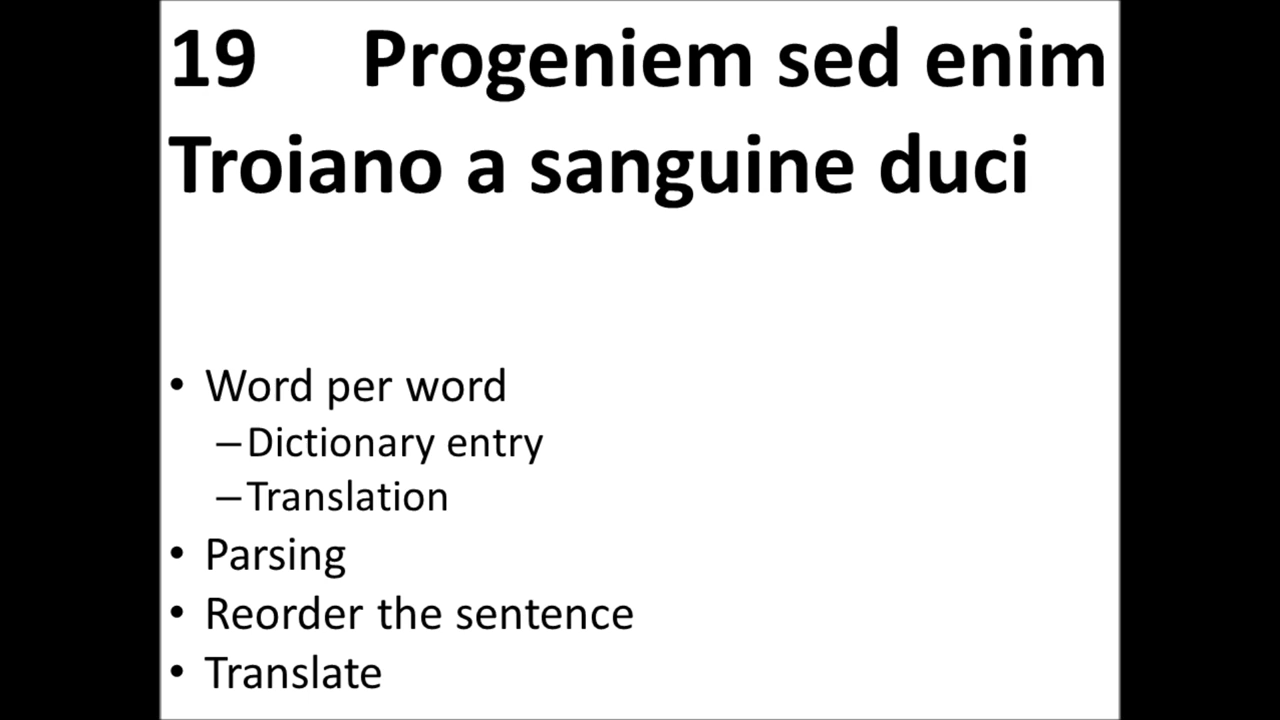 19 Progeniem sed enim
Troiano a sanguine duci
• Word per word
–Dictionary entry
–Translation
• Parsing
• Reorder the sentence
• Translate